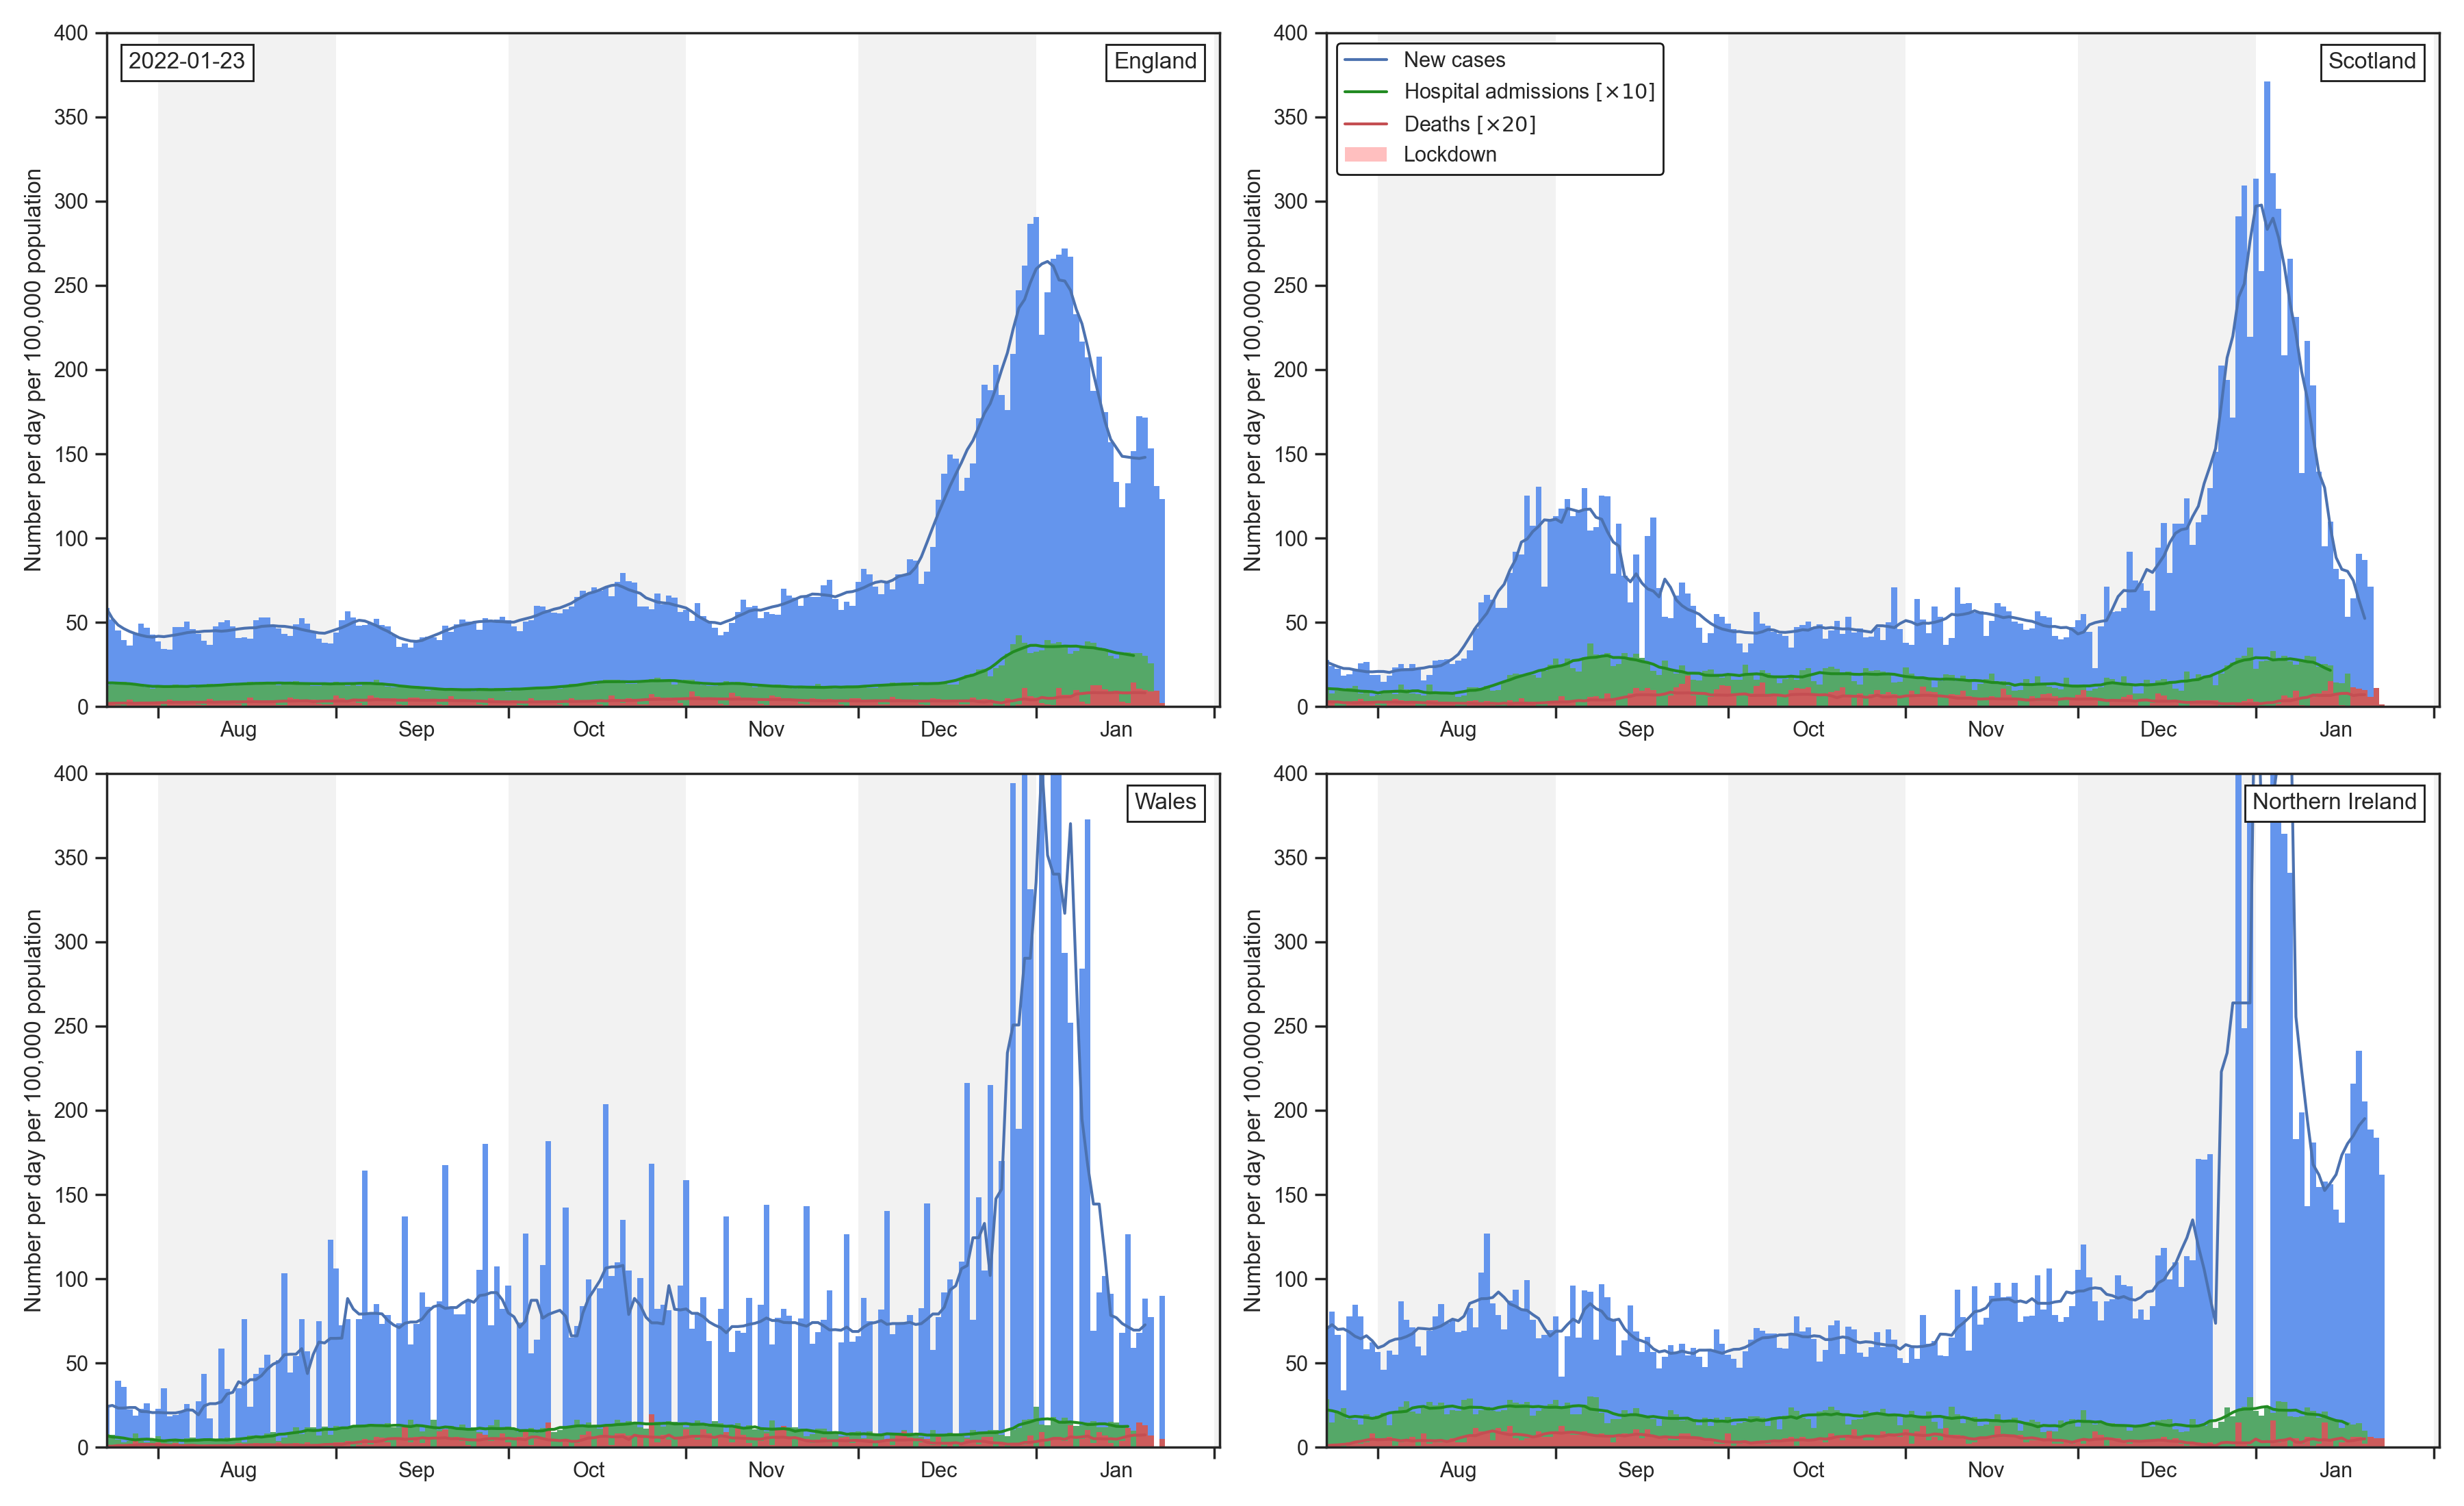 2022-01-23
England
Number per day per 100,000 population
400
350
300
250
200
150
100
50
0
Aug Sep Oct Nov Dec Jan
New cases
Hospital admissions [×10]
Deaths [×20]
Lockdown
Scotland
Number per day per 100,000 population
400
350
300
250
200
150
100
50
0
Aug Sep Oct Nov Dec Jan
Wales
Number per day per 100,000 population
400
350
300
250
200
150
100
50
0
Aug Sep Oct Nov Dec Jan
Northern Ireland
Number per day per 100,000 population
400
350
300
250
200
150
100
50
0
Aug Sep Oct Nov Dec Jan